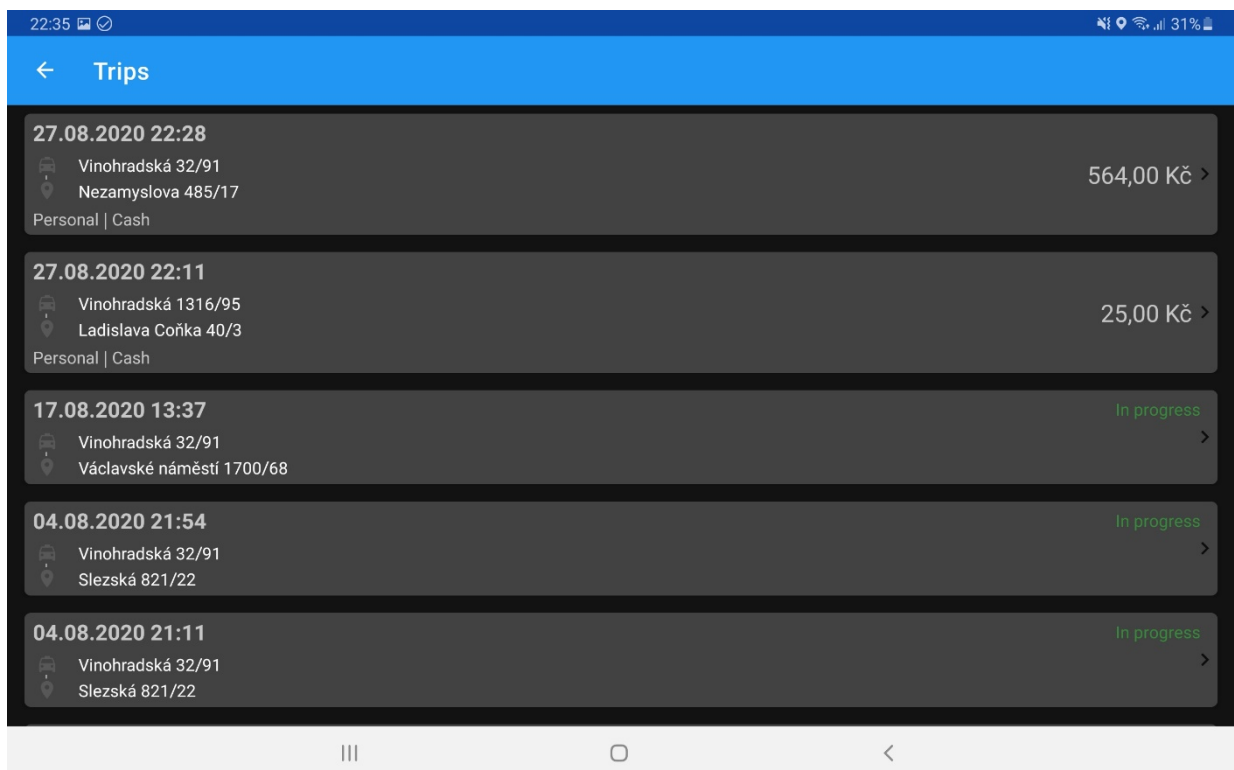 22:35
31%
Trips
27.08.2020 22:28
Vinohradská 32/91
Nezamyslova 485/17
564,00 Kč
Personal | Cash
27.08.2020 22:11
Vinohradská 1316/95
Ladislava Coňka 40/3
25,00 Kč
Personal | Cash
17.08.2020 13:37
In progress
Vinohradská 32/91
Václavské náměstí 1700/68
04.08.2020 21:54
In progress
Vinohradská 32/91
Slezská 821/22
04.08.2020 21:11
In progress
Vinohradská 32/91
Slezská 821/22